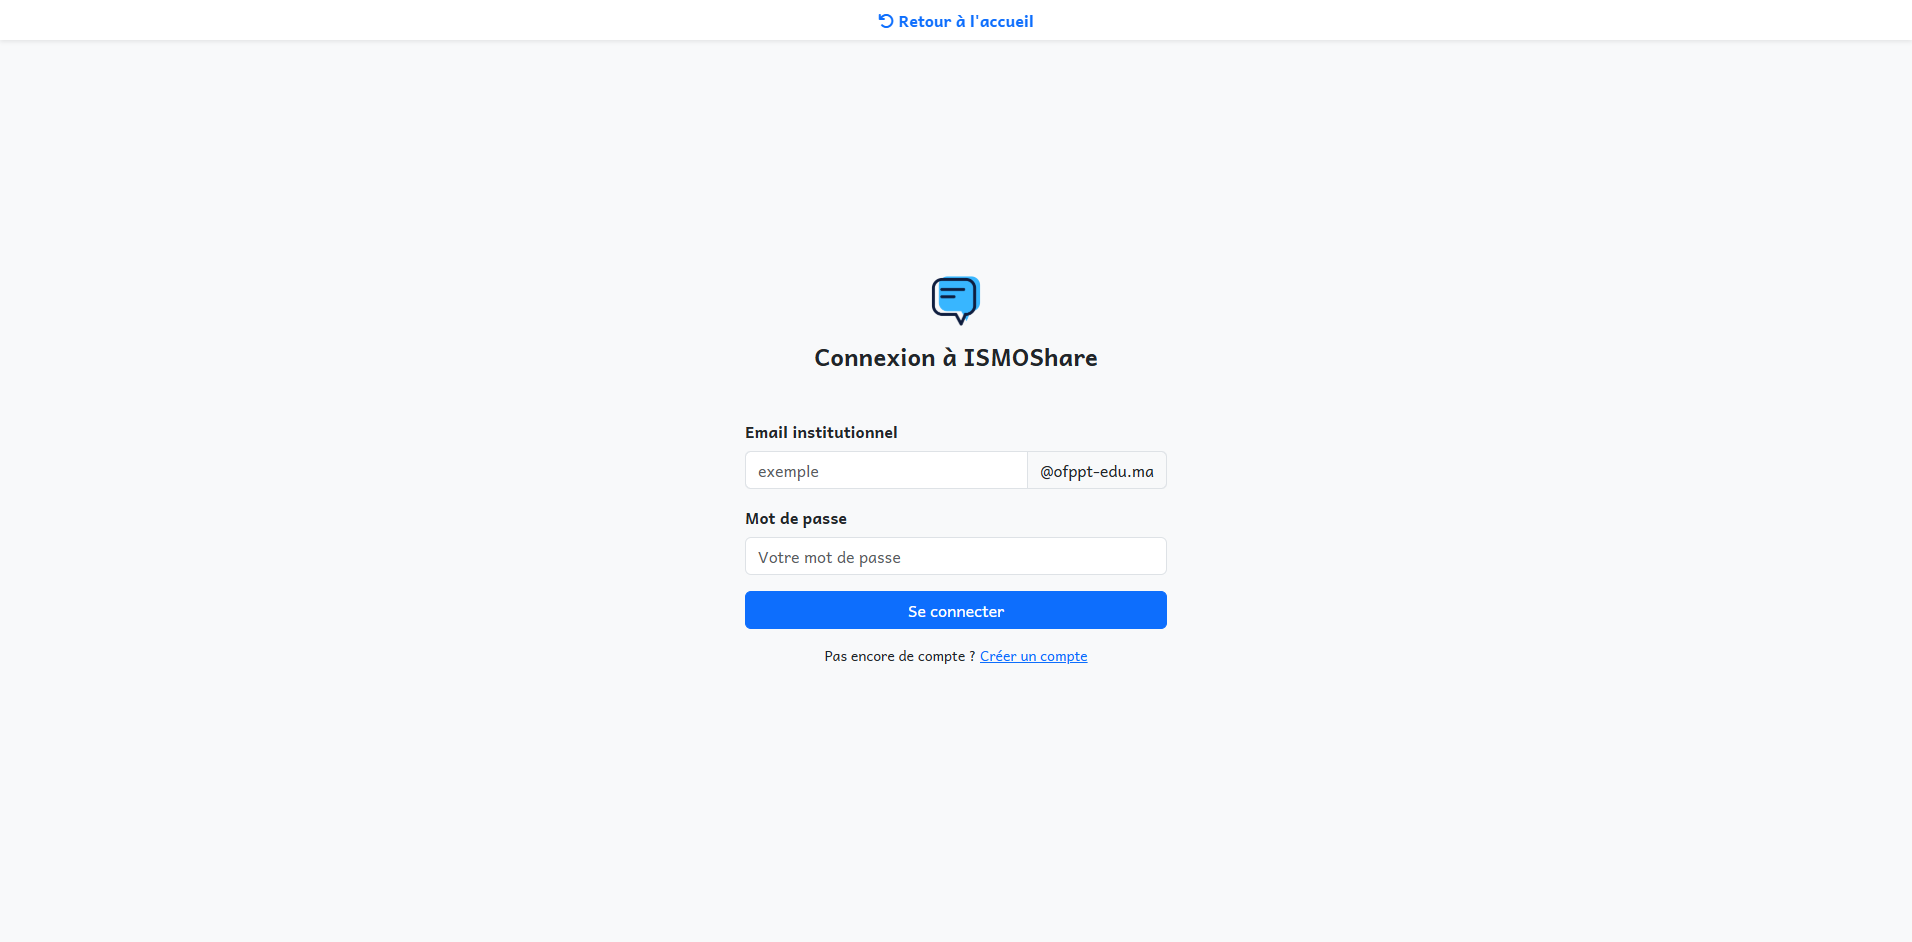 Retour à l'accueil
Connexion à ISMOShare
Email institutionnel
exemple @ofppt-edu.ma
Mot de passe
Votre mot de passe
Se connecter
Pas encore de compte ? Créer un compte